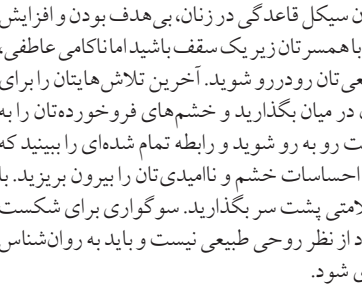 ن سیکل قاعدگی در زنان، بی‌هدف بودن و افزایش
با همسرتان زیر یک سقف باشید اما ناکامی عاطفی،
عی‌تان رودررو شوید. آخرین تلاش‌هایتان را برای
در میان بگذارید و خشم‌های فروخورده‌تان را به
ت رو به رو شوید و رابطه تمام شده‌ای را ببینید که
احساسات خشم و ناامیدی‌تان را بیرون بریزید. با
لامتی پشت سر بگذارید. سوگواری برای شکست
د از نظر روحی طبیعی نیست و باید به روان‌شناس
ی شود.